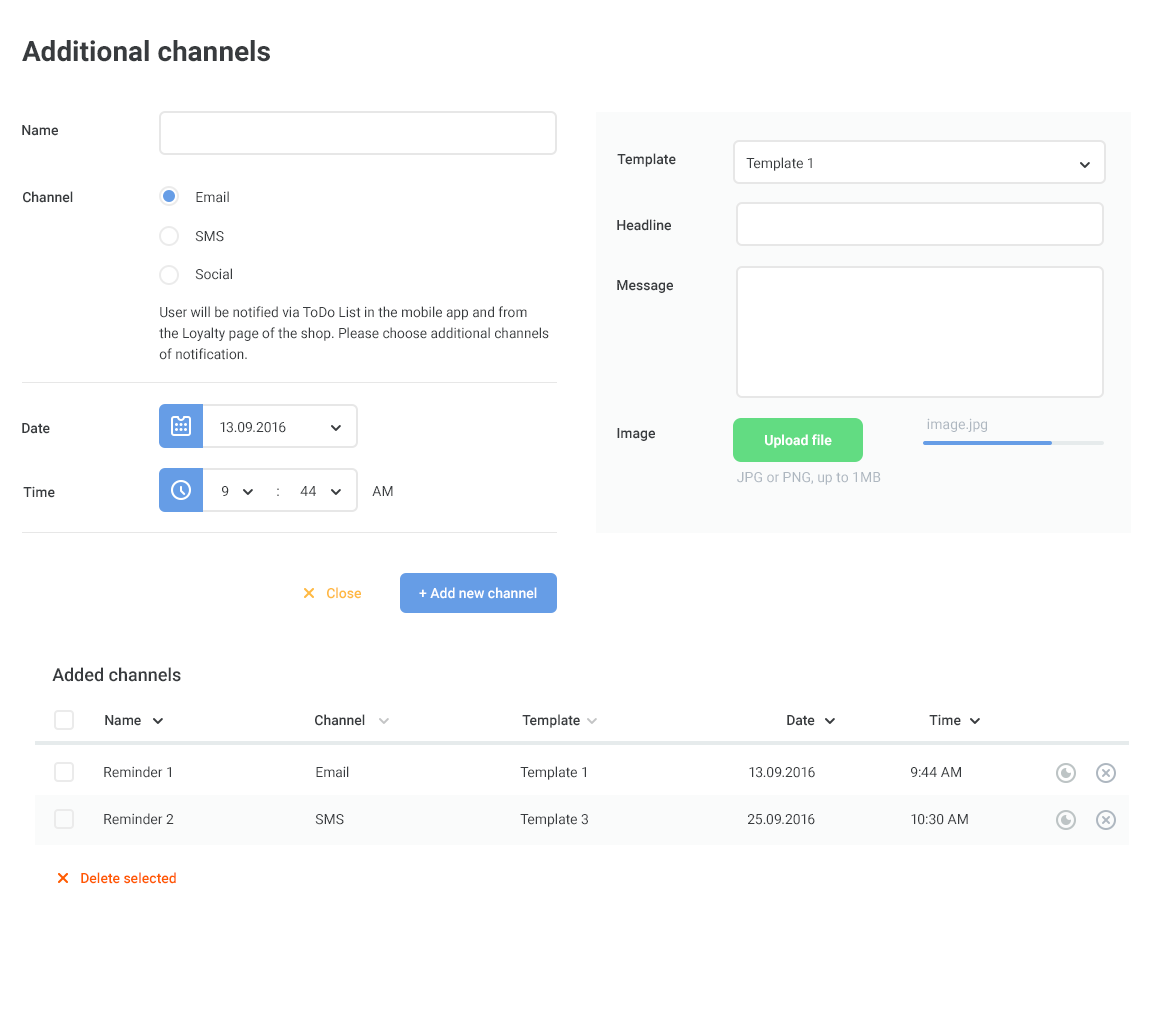 Additional channels
Name
Channel
Email
SMS
Social
User will be notified via ToDo List in the mobile app and from
the Loyalty page of the shop. Please choose additional channels
of notification.
Date
13.09.2016
Time
9 : 44 AM
Template
Template 1
Headline
Message
Image
Upload file
image.jpg
JPG or PNG, up to 1MB
Close
+ Add new channel
Added channels
Name Channel Template Date Time
Reminder 1 Email Template 1 13.09.2016 9:44 AM
Reminder 2 SMS Template 3 25.09.2016 10:30 AM
Delete selected